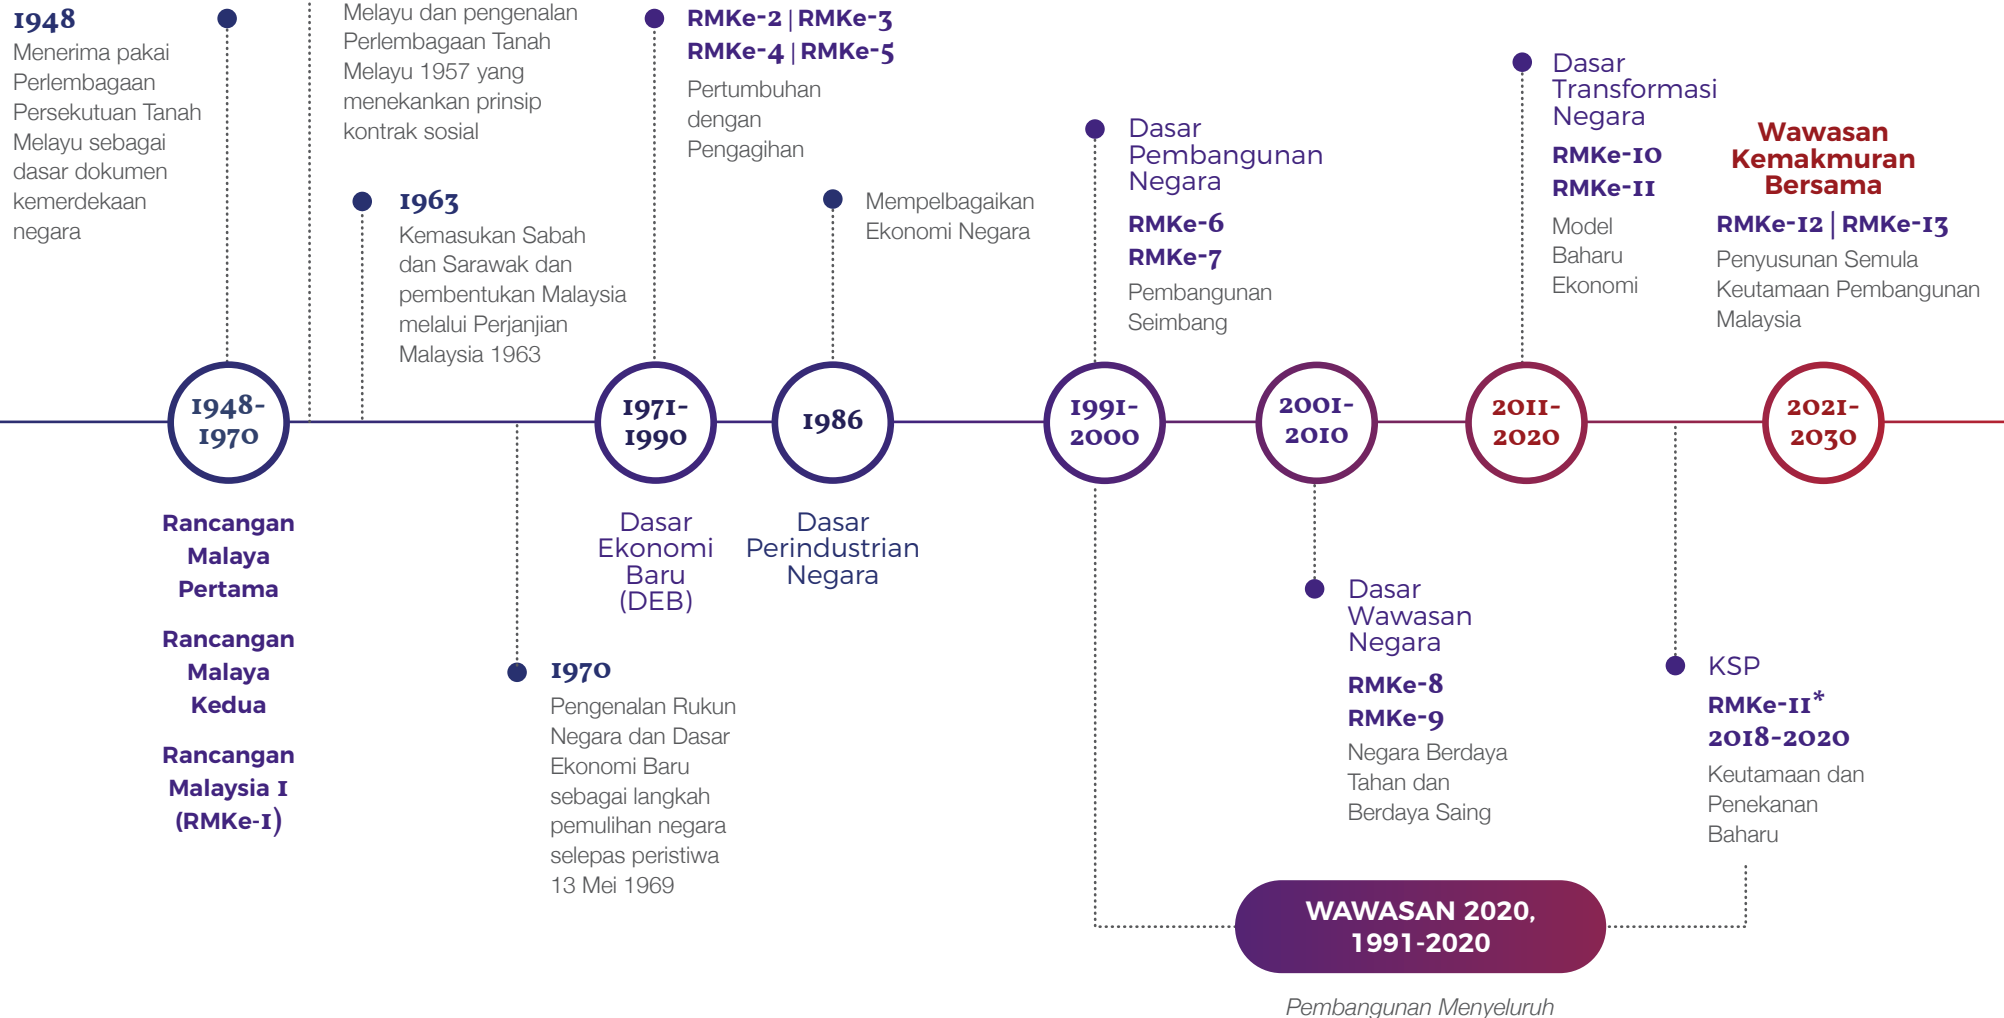 1948
Menerima pakai
Perlembagaan
Persekutuan Tanah
Melayu sebagai
dasar dokumen
kemerdekaan
negara
Melayu dan pengenalan
Perlembagaan Tanah
Melayu 1957 yang
menekankan prinsip
kontrak sosial
1963
Kemasukan Sabah
dan Sarawak dan
pembentukan Malaysia
melalui Perjanjian
Malaysia 1963
RMKe-2 | RMKe-3
RMKe-4 | RMKe-5
Pertumbuhan
dengan
Pengagihan
Mempelbagaikan
Ekonomi Negara
Dasar
Pembangunan
Negara
RMKe-6
RMKe-7
Pembangunan
Seimbang
Dasar
Transformasi
Negara
RMKe-10
RMKe-11
Model
Baharu
Ekonomi
Wawasan
Kemakmuran
Bersama
RMKe-12 | RMKe-13
Penyusunan Semula
Keutamaan Pembangunan
Malaysia
1948-
1970
1971-
1990
1986
1991-
2000
2001-
2010
2011-
2020
2021-
2030
Rancangan
Malaya
Pertama
Rancangan
Malaya
Kedua
Rancangan
Malaysia 1
(RMKe-1)
1970
Pengenalan Rukun
Negara dan Dasar
Ekonomi Baru
sebagai langkah
pemulihan negara
selepas peristiwa
13 Mei 1969
Dasar
Ekonomi
Baru
(DEB)
Dasar
Perindustrian
Negara
Dasar
Wawasan
Negara
RMKe-8
RMKe-9
Negara Berdaya
Tahan dan
Berdaya Saing
KSP
RMKe-11*
2018-2020
Keutamaan dan
Penekanan
Baharu
WAWASAN 2020,
1991-2020
Pembangunan Menyeluruh